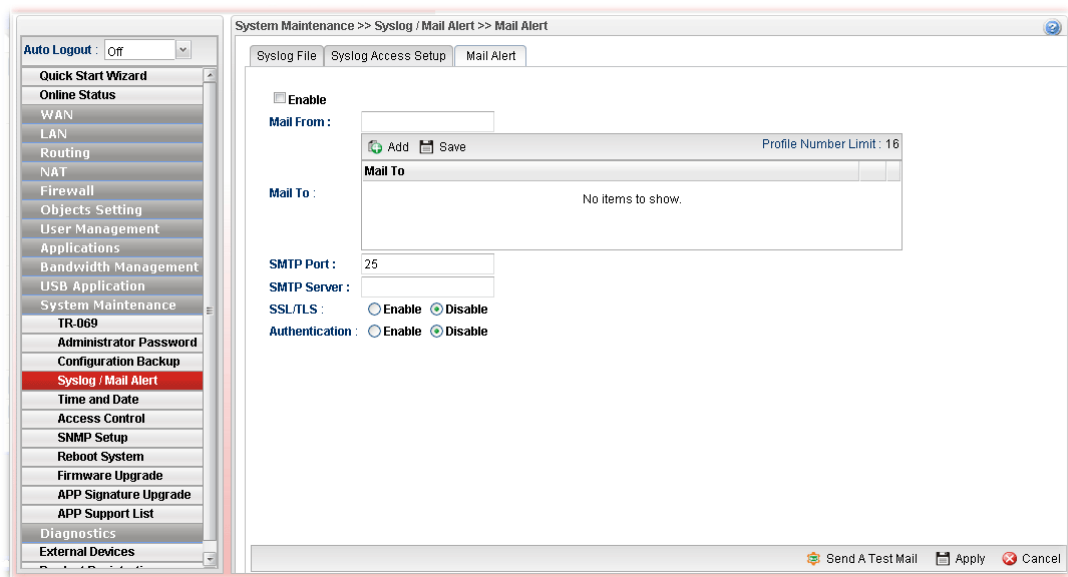 Auto Logout : Off
Quick Start Wizard
Online Status
WAN
LAN
Routing
NAT
Firewall
Objects Setting
User Management
Applications
Bandwidth Management
USB Application
System Maintenance
TR-069
Administrator Password
Configuration Backup
Syslog / Mail Alert
Time and Date
Access Control
SNMP Setup
Reboot System
Firmware Upgrade
APP Signature Upgrade
APP Support List
Diagnostics
External Devices
System Maintenance >> Syslog / Mail Alert >> Mail Alert
Syslog File Syslog Access Setup Mail Alert
Enable
Mail From :
Add Save Profile Number Limit : 16
Mail To
Mail To :
No items to show.
SMTP Port : 25
SMTP Server :
SSL/TLS : Enable Disable
Authentication : Enable Disable
Send A Test Mail Apply Cancel